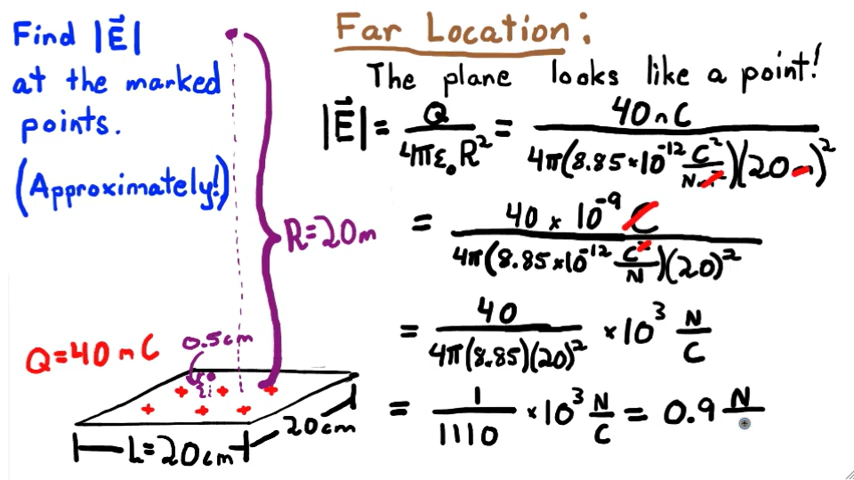 Find |E⃗|
at the marked
points.
(Approximately!)
Far Location:
The plane looks like a point!
|E⃗| = Q / 4πε₀R² = 40nC / 4π(8.85×10⁻¹² C²/N·m²)(20m)²
= 40 × 10⁻⁹ C / 4π(8.85×10⁻¹² C²/N)(20)²
= 40 / 4π(8.85)(20)² × 10³ N/C
= 1 / 1110 × 10³ N/C = 0.9 N
R=20m
Q=40nC
0.5cm
L=20cm
20cm